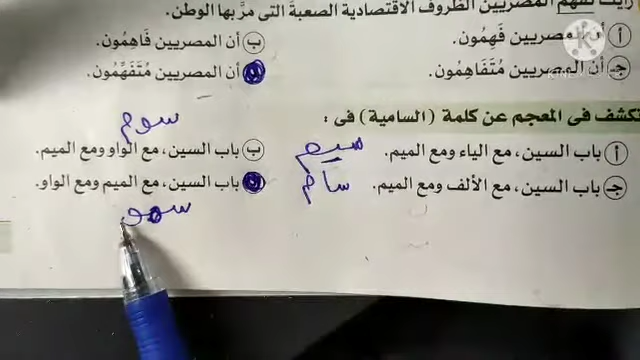 تفهم المصريين الظروف الاقتصادية الصعبة التى مرَّ بها الوطن.
أ أن المصريين فَهِمُون.
ب أن المصريين فَاهِمُون.
ج أن المصريين مُتَفَاهِمُون.
أن المصريين مُتَفَهِّمُون.
تكشف فى المعجم عن كلمة (السامية) فى :
سوم
أ باب السين، مع الياء ومع الميم.
سيم
ب باب السين، مع الواو ومع الميم.
ج باب السين، مع الألف ومع الميم.
سام
باب السين، مع الميم ومع الواو.
سمو